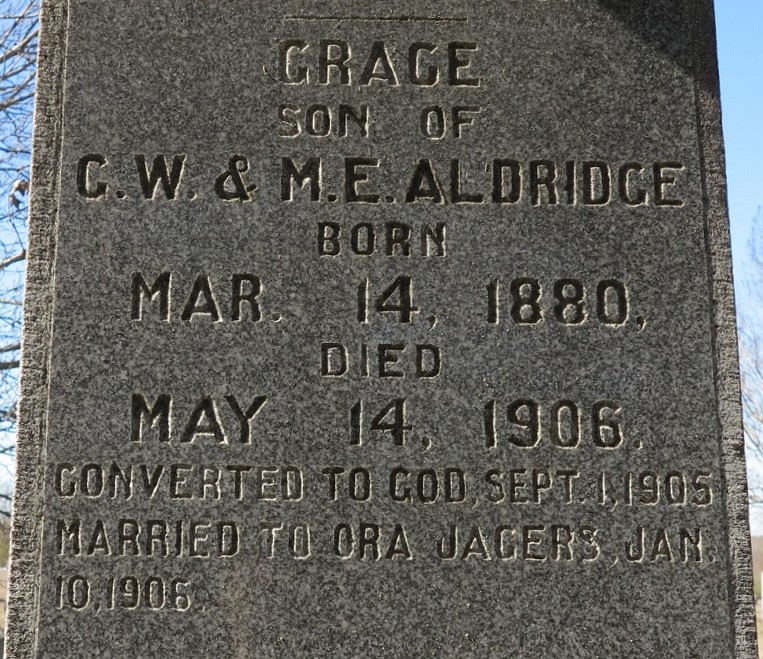 GRACE
SON OF
G.W. & M.E. ALDRIDGE
BORN
MAR. 14, 1880,
DIED
MAY 14, 1906.
CONVERTED TO GOD, SEPT. 1, 1905
MARRIED TO ORA JAGERS, JAN.
10, 1906.